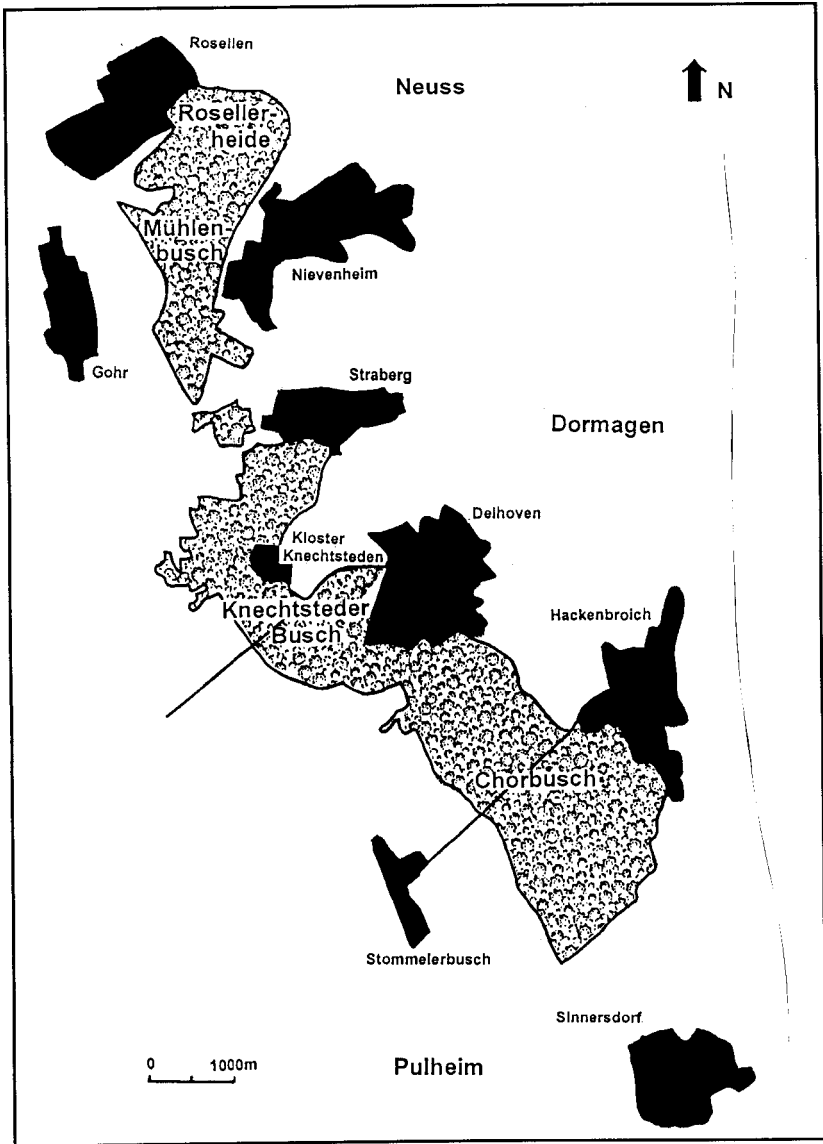 Rosellen
Neuss
N
Roseller-
heide
Mühlen-
busch
Nievenheim
Gohr
Straberg
Dormagen
Delhoven
Kloster
Knechtsteden
Hackenbroich
Knechtsteder
Busch
Chorbusch
Stommelerbusch
Sinnersdorf
0 1000m
Pulheim